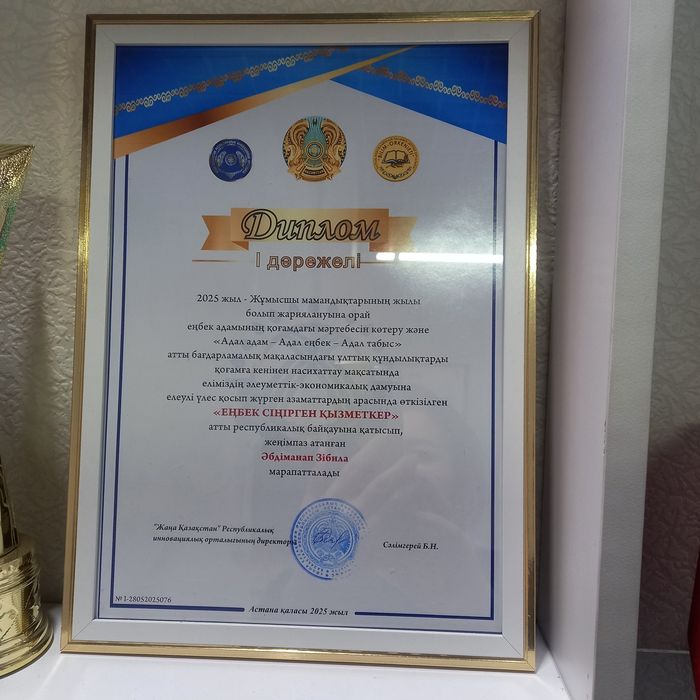 BILIM-ÓRKENIETI
Диплом
І дәрежелі
2025 жыл - Жұмысшы мамандықтарының жылы
болып жариялануына орай
еңбек адамының қоғамдағы мәртебесін көтеру және
«Адал адам – Адал еңбек – Адал табыс»
атты бағдарламалық мақаласындағы ұлттық құндылықтарды
қоғамға кенінен насихаттау мақсатында
еліміздің әлеуметтік-экономикалық дамуына
елеулі үлес қосып жүрген азаматтардың арасында өткізілген
«ЕҢБЕК СІҢІРГЕН ҚЫЗМЕТКЕР»
атты республикалық байқауына қатысып,
жеңімпаз атанған
Әбдіманап Зібила
марапатталады
"Жаңа Қазақстан" Республикалық
инновациялық орталығының директоры
Сәлімгерей Б.Н.
№ I-28052025076
Астана қаласы 2025 жыл